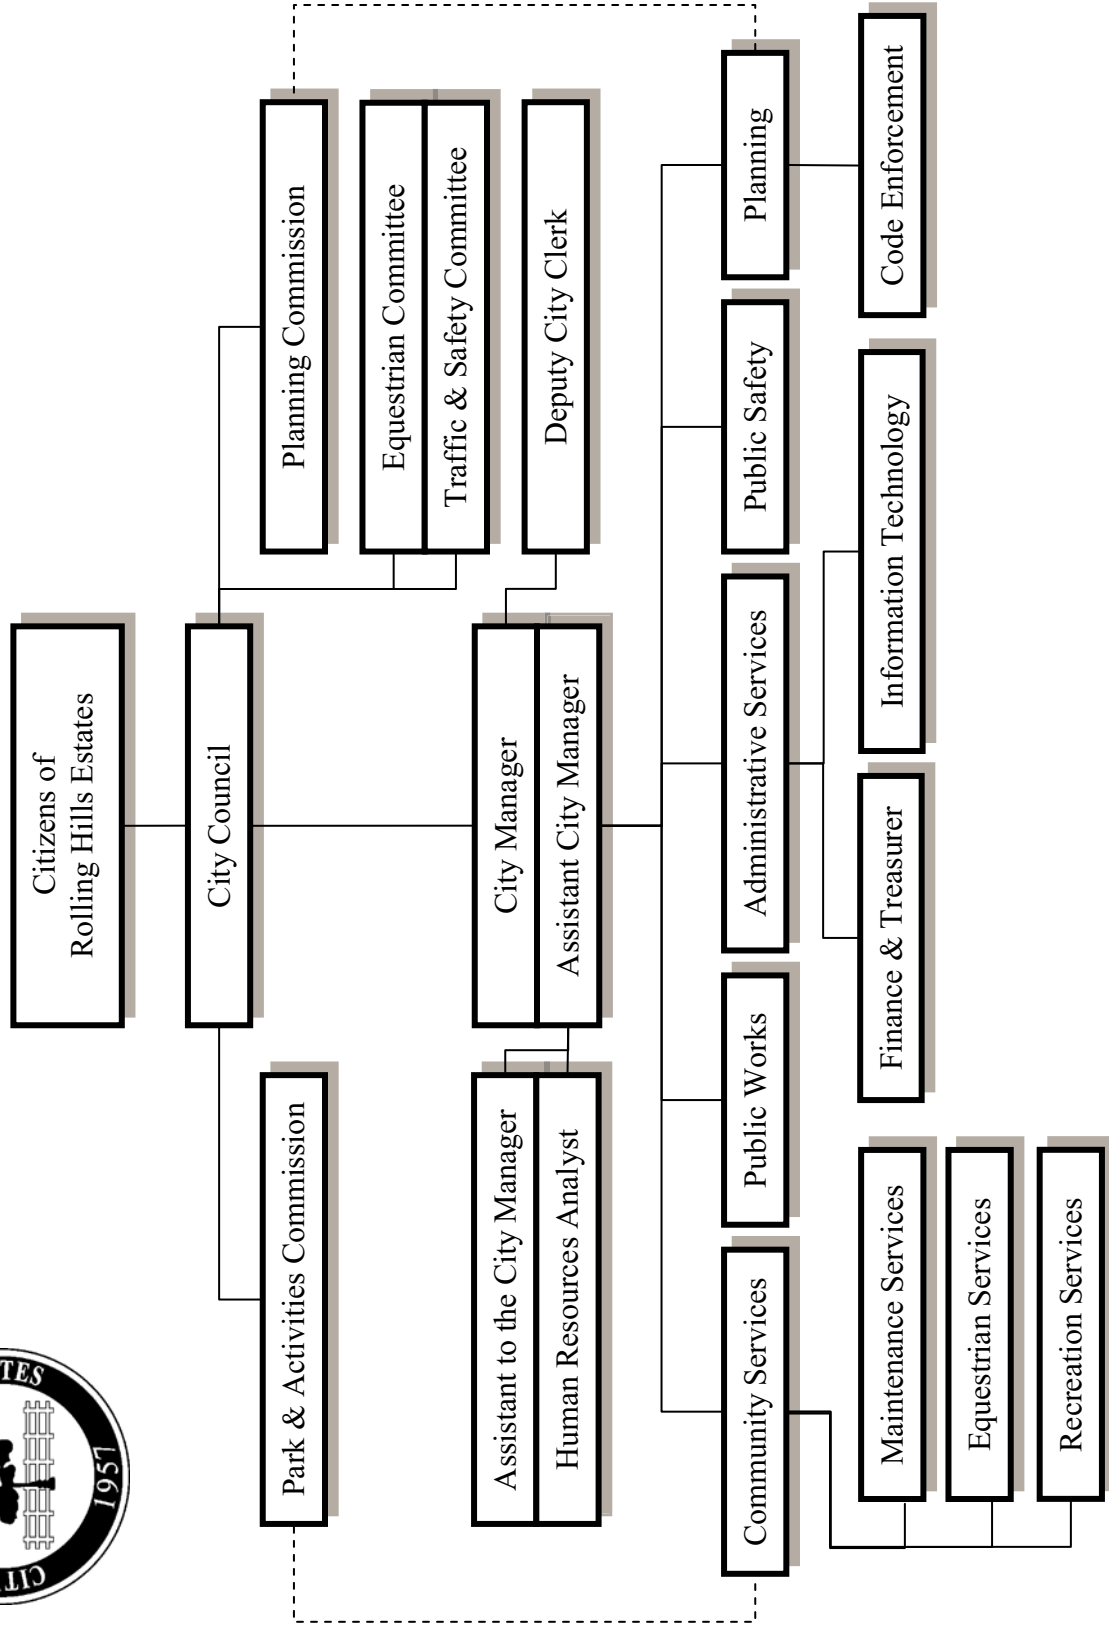 Citizens of
Rolling Hills Estates
City Council
Park & Activities Commission
Planning Commission
Equestrian Committee
Traffic & Safety Committee
Assistant to the City Manager
Human Resources Analyst
City Manager
Assistant City Manager
Deputy City Clerk
Community Services
Public Works
Administrative Services
Public Safety
Planning
Maintenance Services
Equestrian Services
Recreation Services
Finance & Treasurer
Information Technology
Code Enforcement
1957